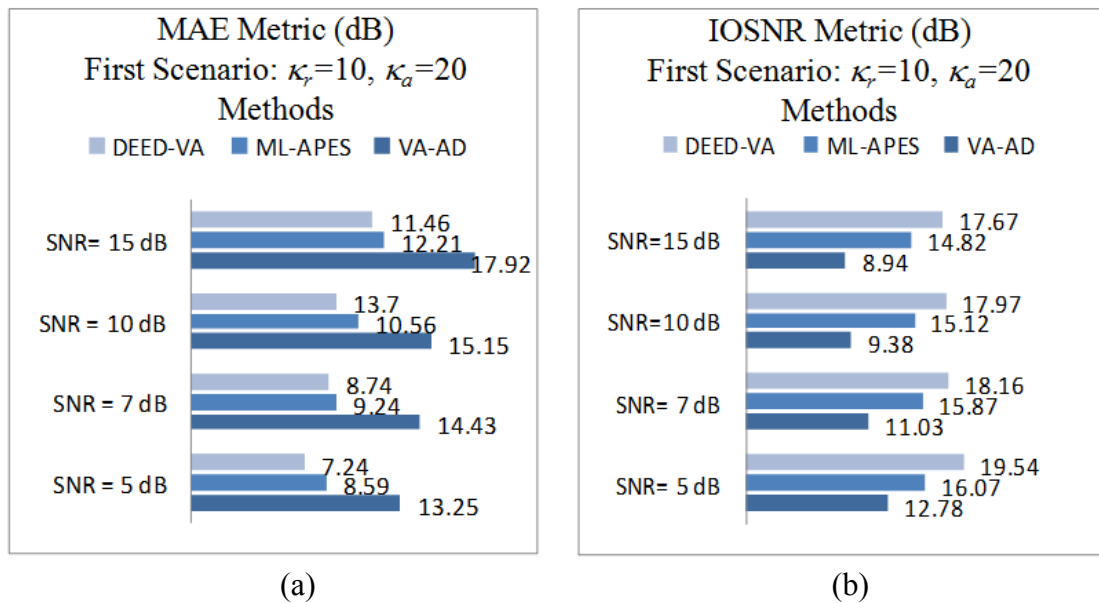 MAE Metric (dB)
First Scenario: κr=10, κa=20
Methods
DEED-VA ML-APES VA-AD
SNR= 15 dB
11.46
12.21
17.92
SNR = 10 dB
13.7
10.56
15.15
SNR = 7 dB
8.74
9.24
14.43
SNR = 5 dB
7.24
8.59
13.25
(a)
IOSNR Metric (dB)
First Scenario: κr=10, κa=20
Methods
DEED-VA ML-APES VA-AD
SNR=15 dB
17.67
14.82
8.94
SNR=10 dB
17.97
15.12
9.38
SNR= 7 dB
18.16
15.87
11.03
SNR= 5 dB
19.54
16.07
12.78
(b)